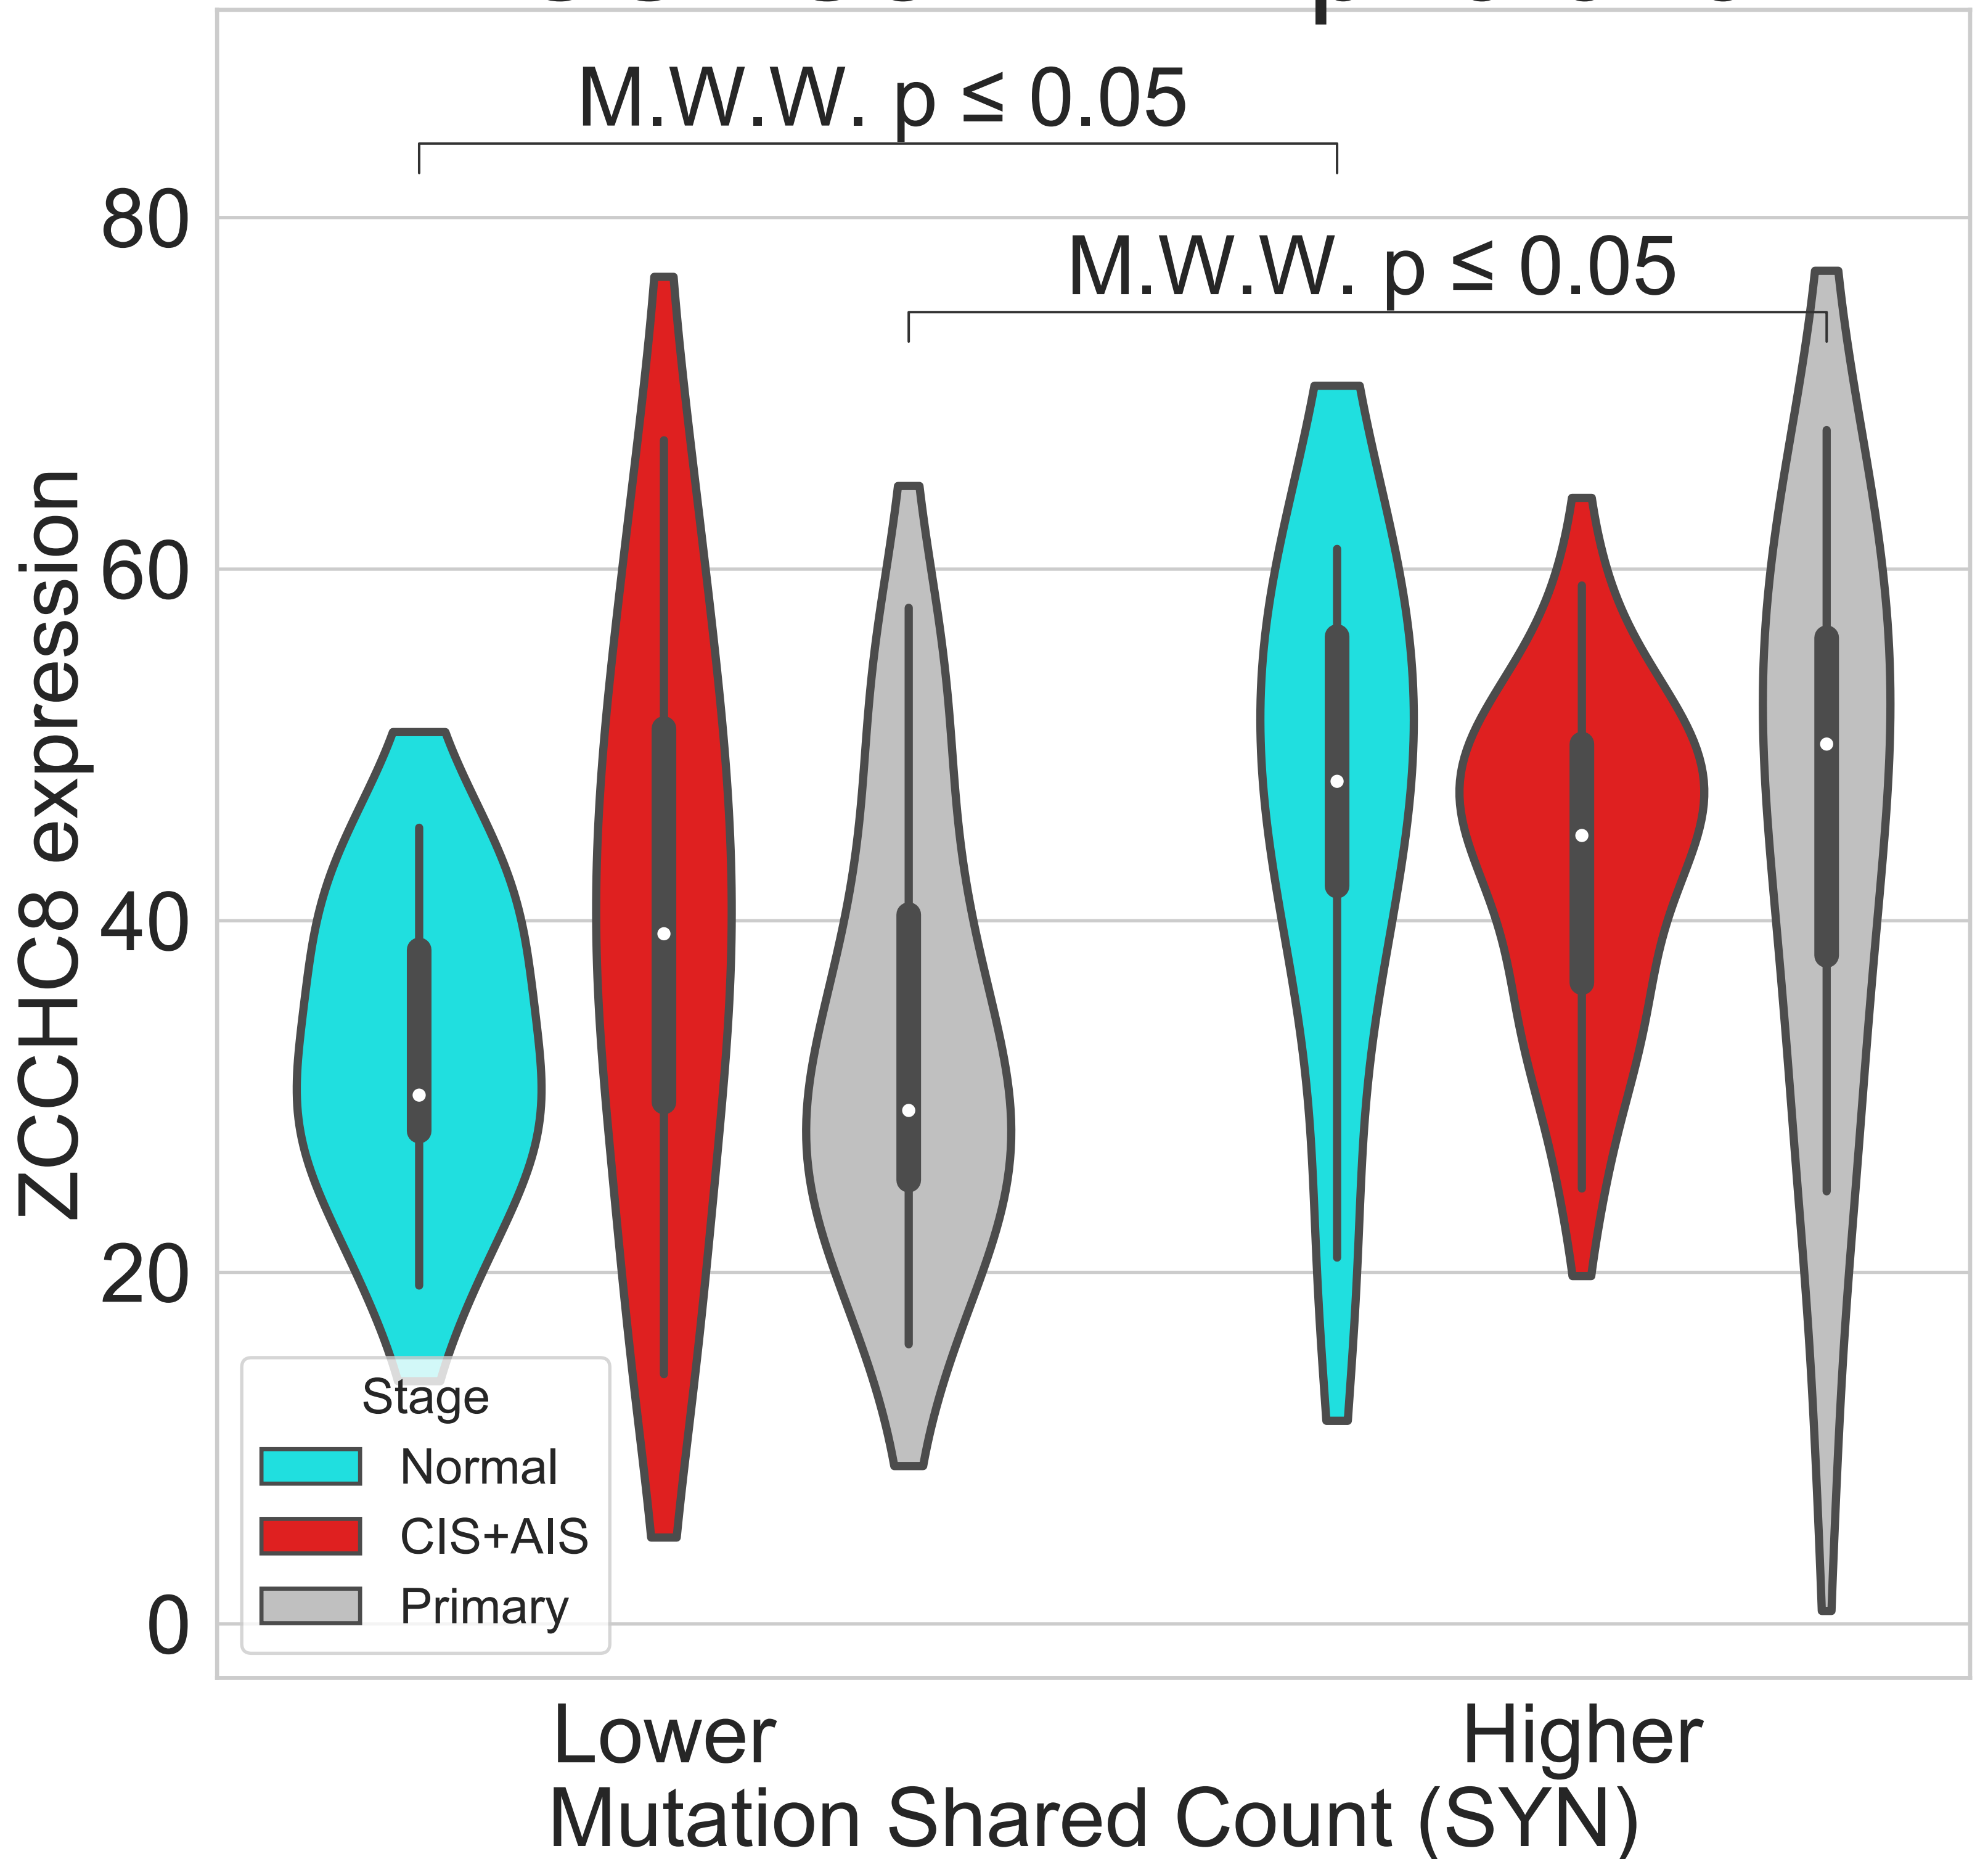 M.W.W. p ≤ 0.05
80
M.W.W. p ≤ 0.05
60
ZCCHC8 expression
40
20
Stage
Normal
CIS+AIS
Primary
0
Lower
Higher
Mutation Shared Count (SYN)